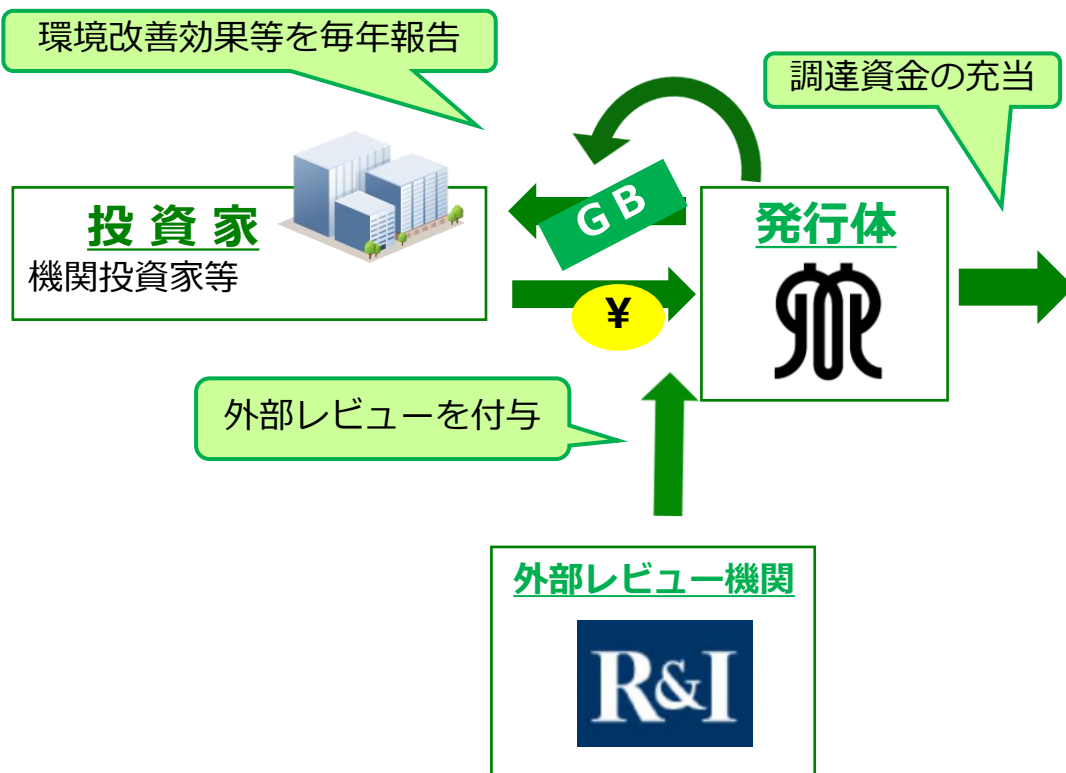 環境改善効果等を毎年報告
調達資金の充当
投資家
機関投資家等
GB
¥
発行体
外部レビューを付与
外部レビュー機関
R&I